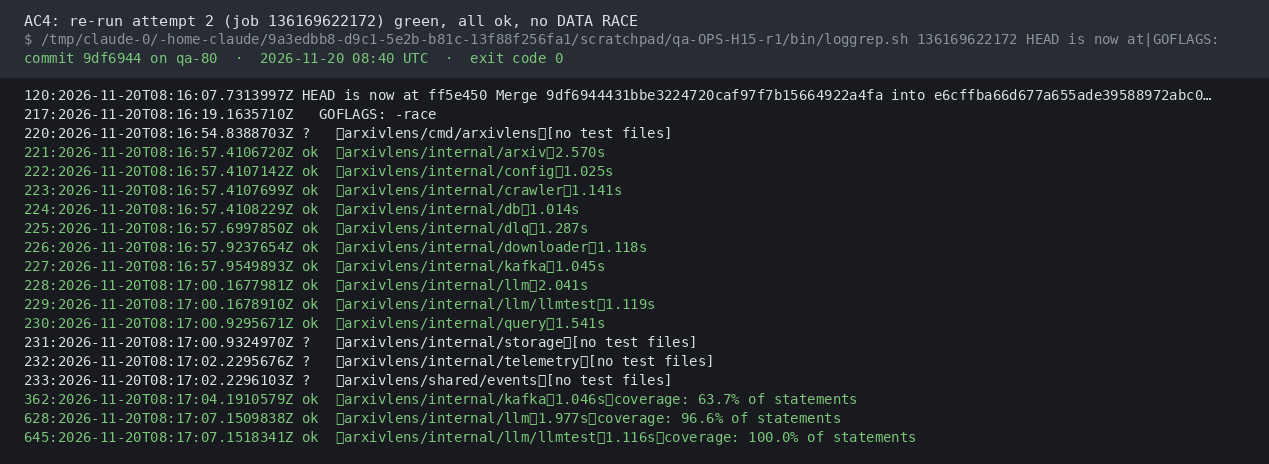 AC4: re-run attempt 2 (job 136169622172) green, all ok, no DATA RACE
$ /tmp/claude-0/-home-claude/9a3edbb8-d9c1-5e2b-b81c-13f88f256fa1/scratchpad/qa-OPS-H15-r1/bin/loggrep.sh 136169622172 HEAD is now at|GOFLAGS:
commit 9df6944 on qa-80  ·  2026-11-20 08:40 UTC  ·  exit code 0
120:2026-11-20T08:16:07.7313997Z HEAD is now at ff5e450 Merge 9df6944431bbe3224720caf97f7b15664922a4fa into e6cffba66d677a655ade39588972abc0…
217:2026-11-20T08:16:19.1635710Z   GOFLAGS: -race
220:2026-11-20T08:16:54.8388703Z ?   ▯arxivlens/cmd/arxivlens▯[no test files]
221:2026-11-20T08:16:57.4106720Z ok  ▯arxivlens/internal/arxiv▯2.570s
222:2026-11-20T08:16:57.4107142Z ok  ▯arxivlens/internal/config▯1.025s
223:2026-11-20T08:16:57.4107699Z ok  ▯arxivlens/internal/crawler▯1.141s
224:2026-11-20T08:16:57.4108229Z ok  ▯arxivlens/internal/db▯1.014s
225:2026-11-20T08:16:57.6997850Z ok  ▯arxivlens/internal/dlq▯1.287s
226:2026-11-20T08:16:57.9237654Z ok  ▯arxivlens/internal/downloader▯1.118s
227:2026-11-20T08:16:57.9549893Z ok  ▯arxivlens/internal/kafka▯1.045s
228:2026-11-20T08:17:00.1677981Z ok  ▯arxivlens/internal/llm▯2.041s
229:2026-11-20T08:17:00.1678910Z ok  ▯arxivlens/internal/llm/llmtest▯1.119s
230:2026-11-20T08:17:00.9295671Z ok  ▯arxivlens/internal/query▯1.541s
231:2026-11-20T08:17:00.9324970Z ?   ▯arxivlens/internal/storage▯[no test files]
232:2026-11-20T08:17:02.2295676Z ?   ▯arxivlens/internal/telemetry▯[no test files]
233:2026-11-20T08:17:02.2296103Z ?   ▯arxivlens/shared/events▯[no test files]
362:2026-11-20T08:17:04.1910579Z ok  ▯arxivlens/internal/kafka▯1.046s▯coverage: 63.7% of statements
628:2026-11-20T08:17:07.1509838Z ok  ▯arxivlens/internal/llm▯1.977s▯coverage: 96.6% of statements
645:2026-11-20T08:17:07.1518341Z ok  ▯arxivlens/internal/llm/llmtest▯1.116s▯coverage: 100.0% of statements